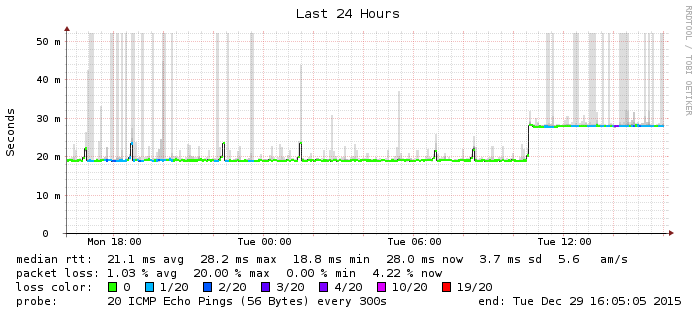 Last 24 Hours
RRDTOOL / TOBI OETIKER
Seconds
50 m
40 m
30 m
20 m
10 m
0
Mon 18:00 Tue 00:00 Tue 06:00 Tue 12:00
median rtt: 21.1 ms avg 28.2 ms max 18.8 ms min 28.0 ms now 3.7 ms sd 5.6 am/s
packet loss: 1.03 % avg 20.00 % max 0.00 % min 4.22 % now
loss color: 0 1/20 2/20 3/20 4/20 10/20 19/20
probe: 20 ICMP Echo Pings (56 Bytes) every 300s end: Tue Dec 29 16:05:05 2015